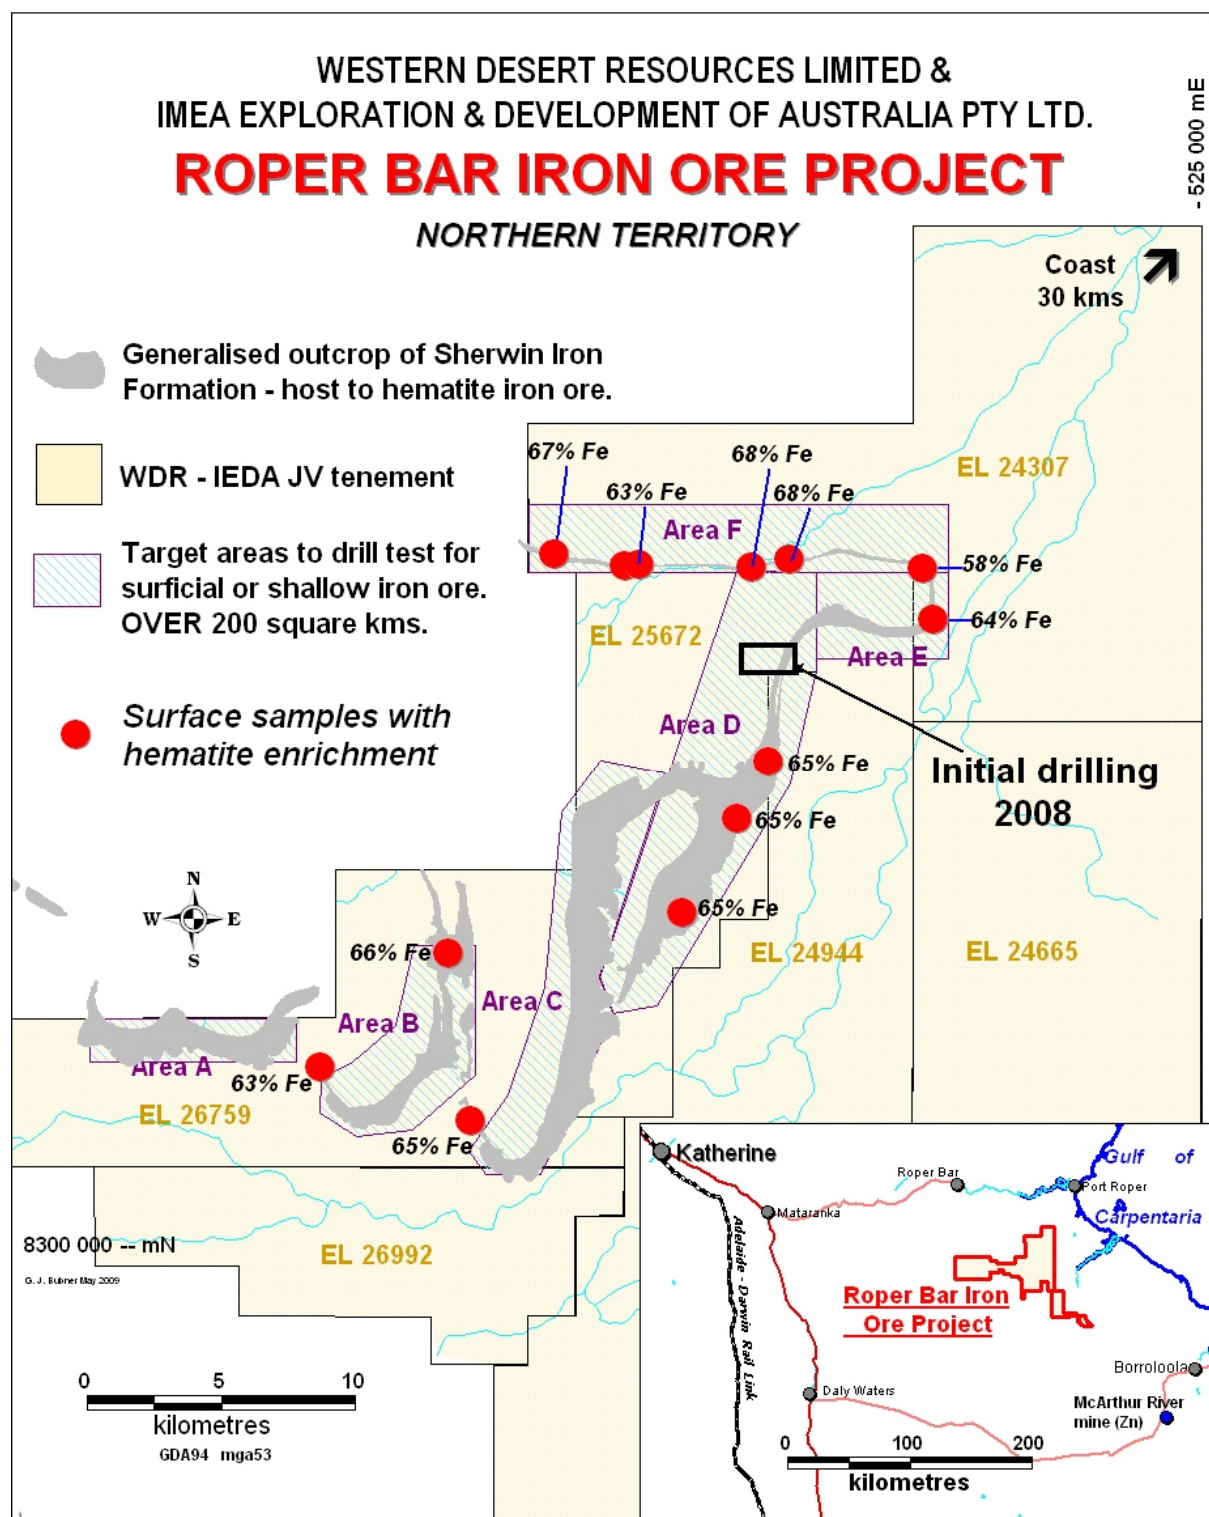 WESTERN DESERT RESOURCES LIMITED &
IMEA EXPLORATION & DEVELOPMENT OF AUSTRALIA PTY LTD.
ROPER BAR IRON ORE PROJECT
NORTHERN TERRITORY
- 525 000 mE
Coast
30 kms
Generalised outcrop of Sherwin Iron
Formation - host to hematite iron ore.
WDR - IEDA JV tenement
Target areas to drill test for
surficial or shallow iron ore.
OVER 200 square kms.
Surface samples with
hematite enrichment
67% Fe
68% Fe
63% Fe
68% Fe
EL 24307
Area F
58% Fe
64% Fe
EL 25672
Area E
Area D
65% Fe
Initial drilling
2008
65% Fe
65% Fe
N
W
E
S
66% Fe
EL 24944
EL 24665
Area C
Area B
Area A
63% Fe
EL 26759
65% Fe
8300 000 -- mN
EL 26992
G. J. Bubner May 2009
0 5 10
kilometres
GDA94 mga53
Katherine
Roper Bar
Gulf of
Port Roper
Mataranka
Carpentaria
Adelaide - Darwin Rail Link
Roper Bar Iron
Ore Project
Borroloola
Daly Waters
McArthur River
mine (Zn)
0 100 200
kilometres